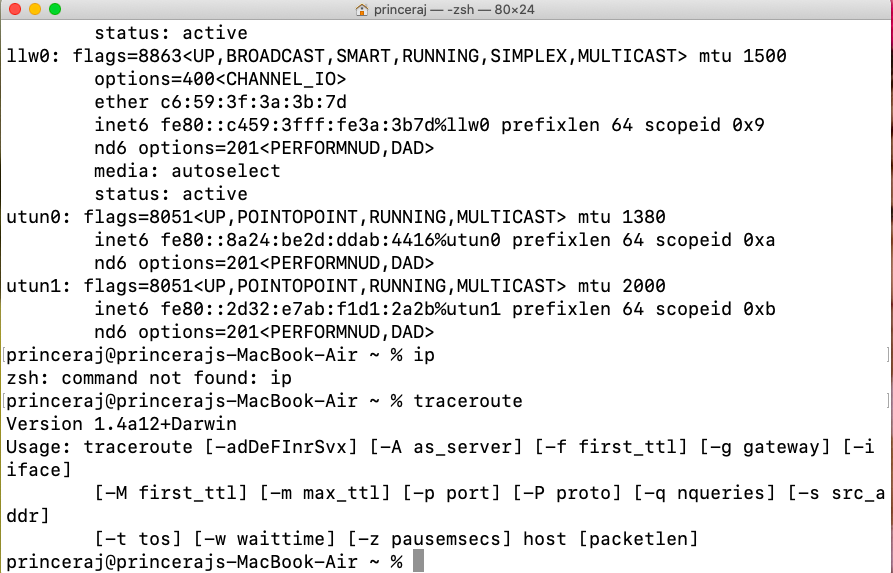 princeraj — -zsh — 80×24
status: active
llw0: flags=8863<UP,BROADCAST,SMART,RUNNING,SIMPLEX,MULTICAST> mtu 1500
options=400<CHANNEL_IO>
ether c6:59:3f:3a:3b:7d
inet6 fe80::c459:3fff:fe3a:3b7d%llw0 prefixlen 64 scopeid 0x9
nd6 options=201<PERFORMNUD,DAD>
media: autoselect
status: active
utun0: flags=8051<UP,POINTOPOINT,RUNNING,MULTICAST> mtu 1380
inet6 fe80::8a24:be2d:ddab:4416%utun0 prefixlen 64 scopeid 0xa
nd6 options=201<PERFORMNUD,DAD>
utun1: flags=8051<UP,POINTOPOINT,RUNNING,MULTICAST> mtu 2000
inet6 fe80::2d32:e7ab:f1d1:2a2b%utun1 prefixlen 64 scopeid 0xb
nd6 options=201<PERFORMNUD,DAD>
[princeraj@princerajs-MacBook-Air ~ % ip ]
zsh: command not found: ip
[princeraj@princerajs-MacBook-Air ~ % traceroute ]
Version 1.4a12+Darwin
Usage: traceroute [-adDeFInrSvx] [-A as_server] [-f first_ttl] [-g gateway] [-i
iface]
[-M first_ttl] [-m max_ttl] [-p port] [-P proto] [-q nqueries] [-s src_a
ddr]
[-t tos] [-w waittime] [-z pausemsecs] host [packetlen]
princeraj@princerajs-MacBook-Air ~ %